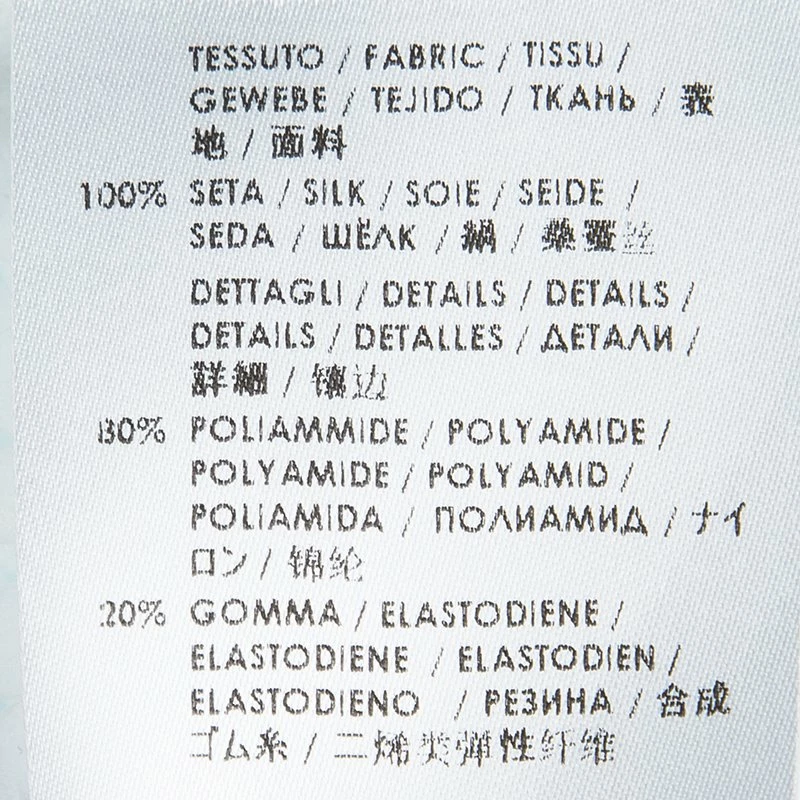 TESSUTO / FABRIC / TISSU /
GEWEBE / TEJIDO / ТКАНЬ / 表
地 / 面料
100% SETA / SILK / SOIE / SEIDE /
SEDA / ШЁЛК / 絹 / 桑蚕丝
DETTAGLI / DETAILS / DETAILS /
DETAILS / DETALLES / ДЕТАЛИ /
詳細 / 镶边
80% POLIAMMIDE / POLYAMIDE /
POLYAMIDE / POLYAMID /
POLIAMIDA / ПОЛИАМИД / ナイ
ロン / 锦纶
20% GOMMA / ELASTODIENE /
ELASTODIENE / ELASTODIEN /
ELASTODIENO / РЕЗИНА / 合成
ゴム糸 / 二烯类弹性纤维